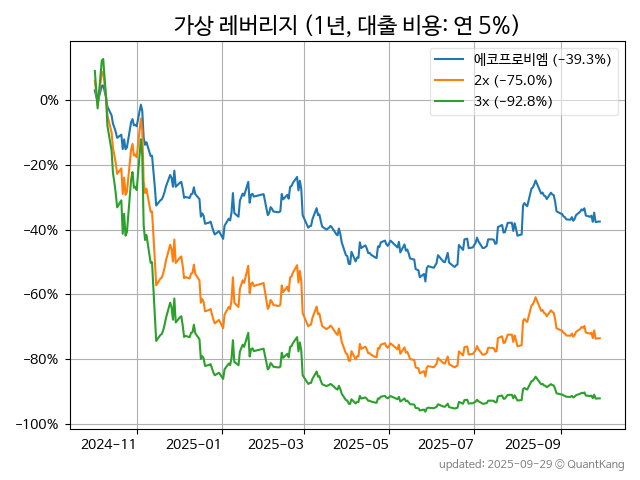 가상 레버리지 (1년, 대출 비용: 연 5%)
에코프로비엠 (−39.3%)
2x (−75.0%)
3x (−92.8%)
0%
−20%
−40%
−60%
−80%
−100%
2024-11 2025-01 2025-03 2025-05 2025-07 2025-09
updated: 2025-09-29 © QuantKang